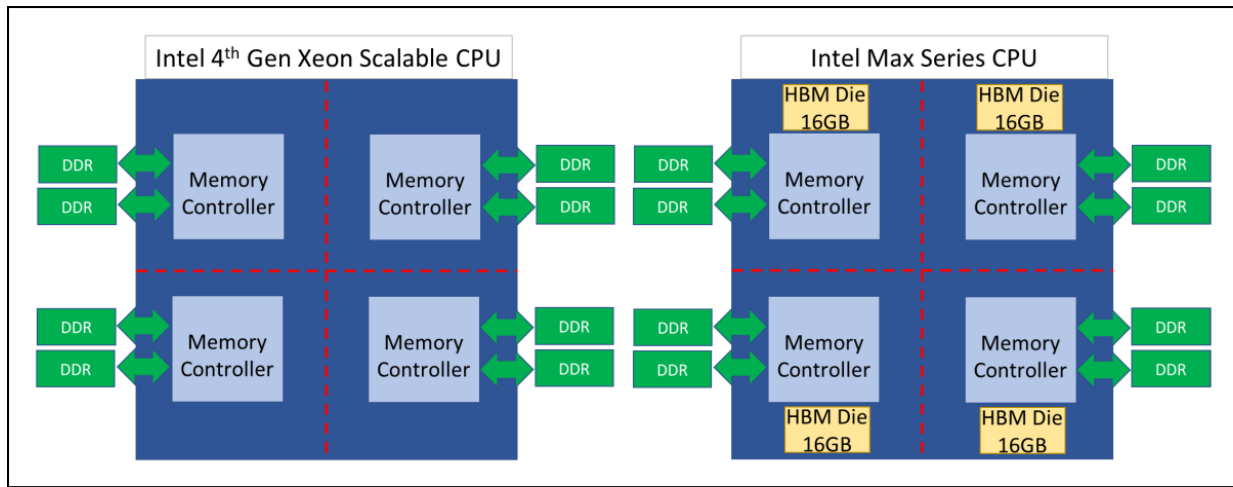 Intel 4th Gen Xeon Scalable CPU
DDR
DDR
Memory
Controller
Memory
Controller
DDR
DDR
DDR
DDR
Memory
Controller
Memory
Controller
DDR
DDR
Intel Max Series CPU
HBM Die
16GB
HBM Die
16GB
DDR
DDR
Memory
Controller
Memory
Controller
DDR
DDR
DDR
DDR
Memory
Controller
Memory
Controller
DDR
DDR
HBM Die
16GB
HBM Die
16GB